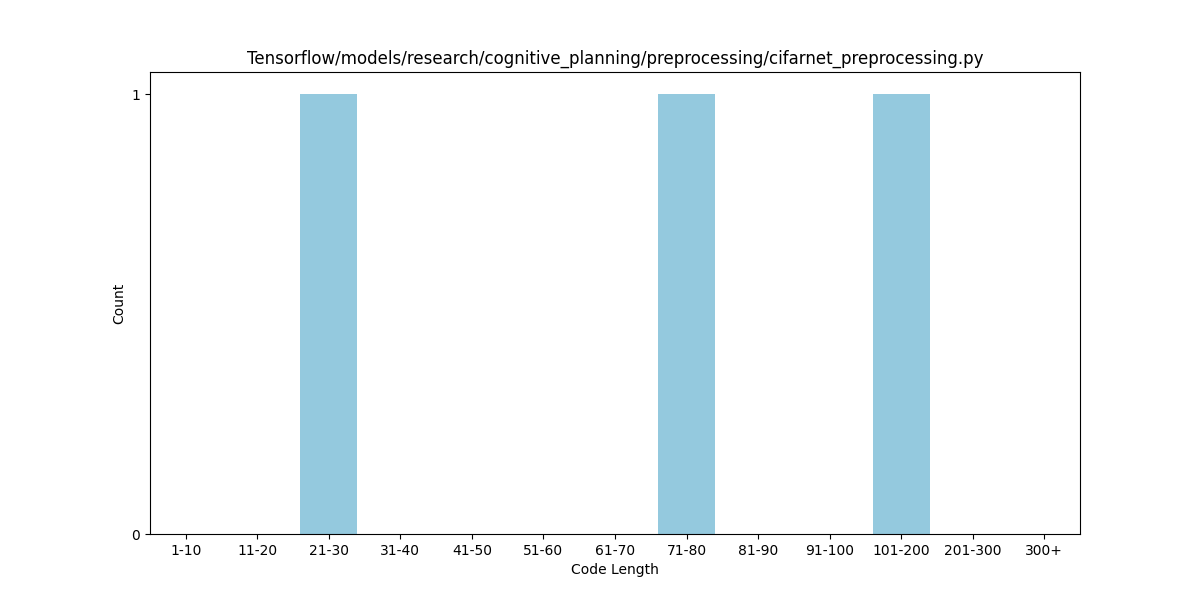 Tensorflow/models/research/cognitive_planning/preprocessing/cifarnet_preprocessing.py
1
Count
0
1-10 11-20 21-30 31-40 41-50 51-60 61-70 71-80 81-90 91-100 101-200 201-300 300+
Code Length